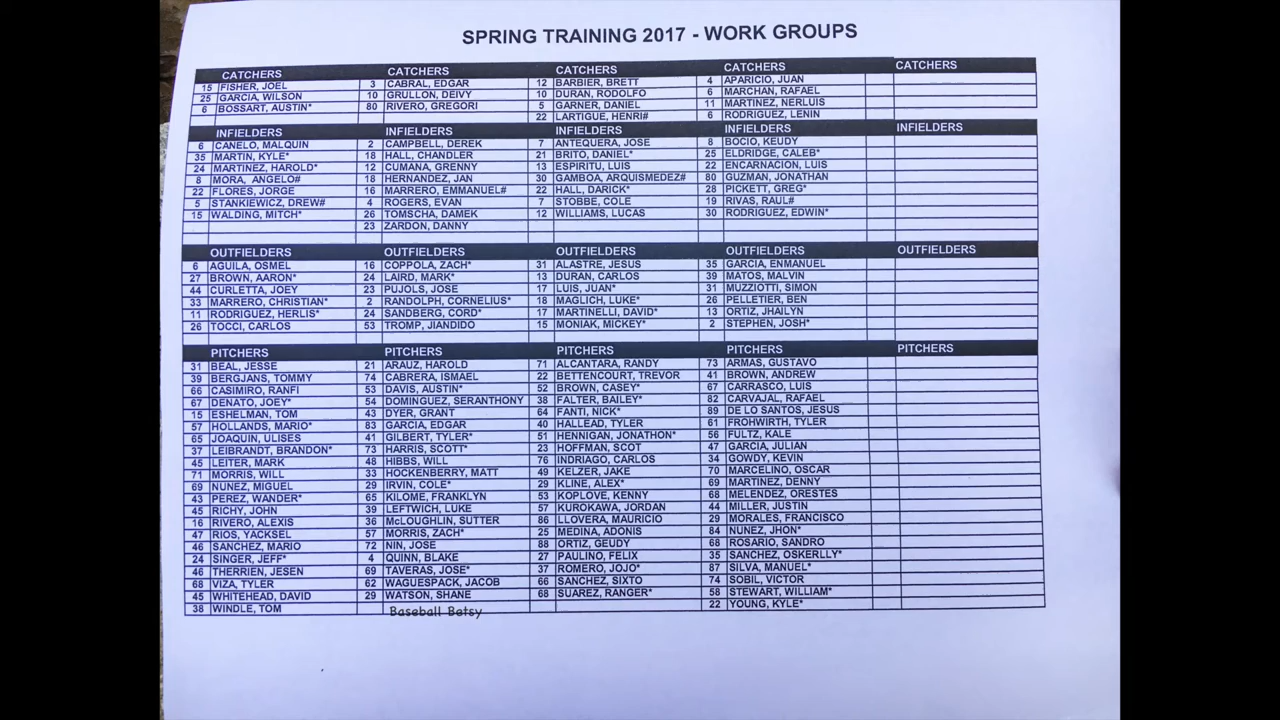 SPRING TRAINING 2017 - WORK GROUPS
CATCHERS CATCHERS CATCHERS CATCHERS CATCHERS
15 FISHER, JOEL 3 CABRAL, EDGAR 12 BARBIER, BRETT 4 APARICIO, JUAN
25 GARCIA, WILSON 10 GRULLON, DEIVY 10 DURAN, RODOLFO 6 MARCHAN, RAFAEL
6 BOSSART, AUSTIN* 80 RIVERO, GREGORI 5 GARNER, DANIEL 11 MARTINEZ, NERLUIS
22 LARTIGUE, HENRI# 6 RODRIGUEZ, LENIN
INFIELDERS INFIELDERS INFIELDERS INFIELDERS INFIELDERS
6 CANELO, MALQUIN 2 CAMPBELL, DEREK 7 ANTEQUERA, JOSE 8 BOCIO, KEUDY
35 MARTIN, KYLE* 18 HALL, CHANDLER 21 BRITO, DANIEL* 25 ELDRIDGE, CALEB*
24 MARTINEZ, HAROLD* 12 CUMANA, GRENNY 13 ESPIRITU, LUIS 22 ENCARNACION, LUIS
8 MORA, ANGELO# 18 HERNANDEZ, JAN 30 GAMBOA, ARQUISMEDEZ# 80 GUZMAN, JONATHAN
22 FLORES, JORGE 16 MARRERO, EMMANUEL# 22 HALL, DARICK* 28 PICKETT, GREG*
5 STANKIEWICZ, DREW# 4 ROGERS, EVAN 7 STOBBE, COLE 19 RIVAS, RAUL#
15 WALDING, MITCH* 26 TOMSCHA, DAMEK 12 WILLIAMS, LUCAS 30 RODRIGUEZ, EDWIN*
23 ZARDON, DANNY
OUTFIELDERS OUTFIELDERS OUTFIELDERS OUTFIELDERS OUTFIELDERS
6 AGUILA, OSMEL 16 COPPOLA, ZACH* 31 ALASTRE, JESUS 35 GARCIA, ENMANUEL
27 BROWN, AARON* 24 LAIRD, MARK* 13 DURAN, CARLOS 39 MATOS, MALVIN
44 CURLETTA, JOEY 23 PUJOLS, JOSE 17 LUIS, JUAN* 31 MUZZIOTTI, SIMON
33 MARRERO, CHRISTIAN* 2 RANDOLPH, CORNELIUS* 18 MAGLICH, LUKE* 26 PELLETIER, BEN
11 RODRIGUEZ, HERLIS* 24 SANDBERG, CORD* 17 MARTINELLI, DAVID* 13 ORTIZ, JHAILYN
26 TOCCI, CARLOS 53 TROMP, JIANDIDO 15 MONIAK, MICKEY* 2 STEPHEN, JOSH*
PITCHERS PITCHERS PITCHERS PITCHERS PITCHERS
31 BEAL, JESSE 21 ARAUZ, HAROLD 71 ALCANTARA, RANDY 73 ARMAS, GUSTAVO
39 BERGJANS, TOMMY 74 CABRERA, ISMAEL 22 BETTENCOURT, TREVOR 41 BROWN, ANDREW
66 CASIMIRO, RANFI 53 DAVIS, AUSTIN* 52 BROWN, CASEY* 67 CARRASCO, LUIS
67 DENATO, JOEY* 54 DOMINGUEZ, SERANTHONY 38 FALTER, BAILEY* 82 CARVAJAL, RAFAEL
15 ESHELMAN, TOM 43 DYER, GRANT 64 FANTI, NICK* 89 DE LO SANTOS, JESUS
57 HOLLANDS, MARIO* 83 GARCIA, EDGAR 40 HALLEAD, TYLER 61 FROHWIRTH, TYLER
65 JOAQUIN, ULISES 41 GILBERT, TYLER* 51 HENNIGAN, JONATHON* 56 FULTZ, KALE
37 LEIBRANDT, BRANDON* 73 HARRIS, SCOTT* 23 HOFFMAN, SCOT 47 GARCIA, JULIAN
45 LEITER, MARK 48 HIBBS, WILL 76 INDRIAGO, CARLOS 34 GOWDY, KEVIN
71 MORRIS, WILL 33 HOCKENBERRY, MATT 49 KELZER, JAKE 70 MARCELINO, OSCAR
69 NUNEZ, MIGUEL 29 IRVIN, COLE* 29 KLINE, ALEX* 69 MARTINEZ, DENNY
43 PEREZ, WANDER* 65 KILOME, FRANKLYN 53 KOPLOVE, KENNY 68 MELENDEZ, ORESTES
45 RICHY, JOHN 39 LEFTWICH, LUKE 57 KUROKAWA, JORDAN 44 MILLER, JUSTIN
16 RIVERO, ALEXIS 36 McLOUGHLIN, SUTTER 86 LLOVERA, MAURICIO 29 MORALES, FRANCISCO
47 RIOS, YACKSEL 57 MORRIS, ZACH* 25 MEDINA, ADONIS 84 NUNEZ, JHON*
46 SANCHEZ, MARIO 72 NIN, JOSE 88 ORTIZ, GEUDY 68 ROSARIO, SANDRO
24 SINGER, JEFF* 4 QUINN, BLAKE 27 PAULINO, FELIX 35 SANCHEZ, OSKERLLY*
46 THERRIEN, JESEN 69 TAVERAS, JOSE* 37 ROMERO, JOJO* 87 SILVA, MANUEL*
68 VIZA, TYLER 62 WAGUESPACK, JACOB 66 SANCHEZ, SIXTO 74 SOBIL, VICTOR
45 WHITEHEAD, DAVID 29 WATSON, SHANE 68 SUAREZ, RANGER* 58 STEWART, WILLIAM*
38 WINDLE, TOM Baseball Betsy 22 YOUNG, KYLE*